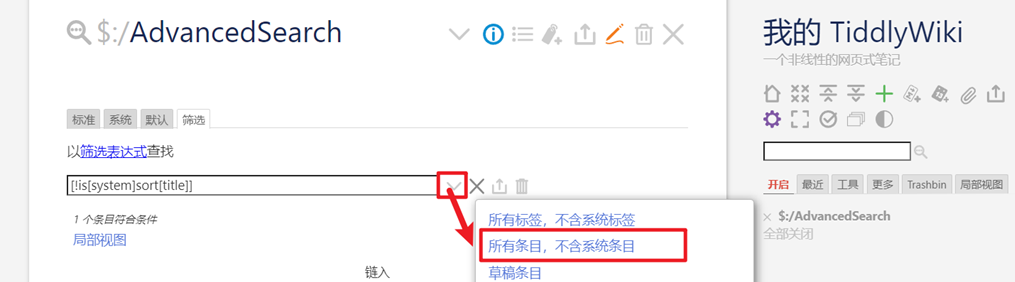 $:/AdvancedSearch
标准 系统 默认 筛选
以筛选表达式查找
[!is[system]sort[title]]
1 个条目符合条件
局部视图
链入
所有标签，不含系统标签
所有条目，不含系统条目
草稿条目
我的 TiddlyWiki
一个非线性的网页式笔记
开启 最近 工具 更多 Trashbin 局部视图
$:/AdvancedSearch
全部关闭